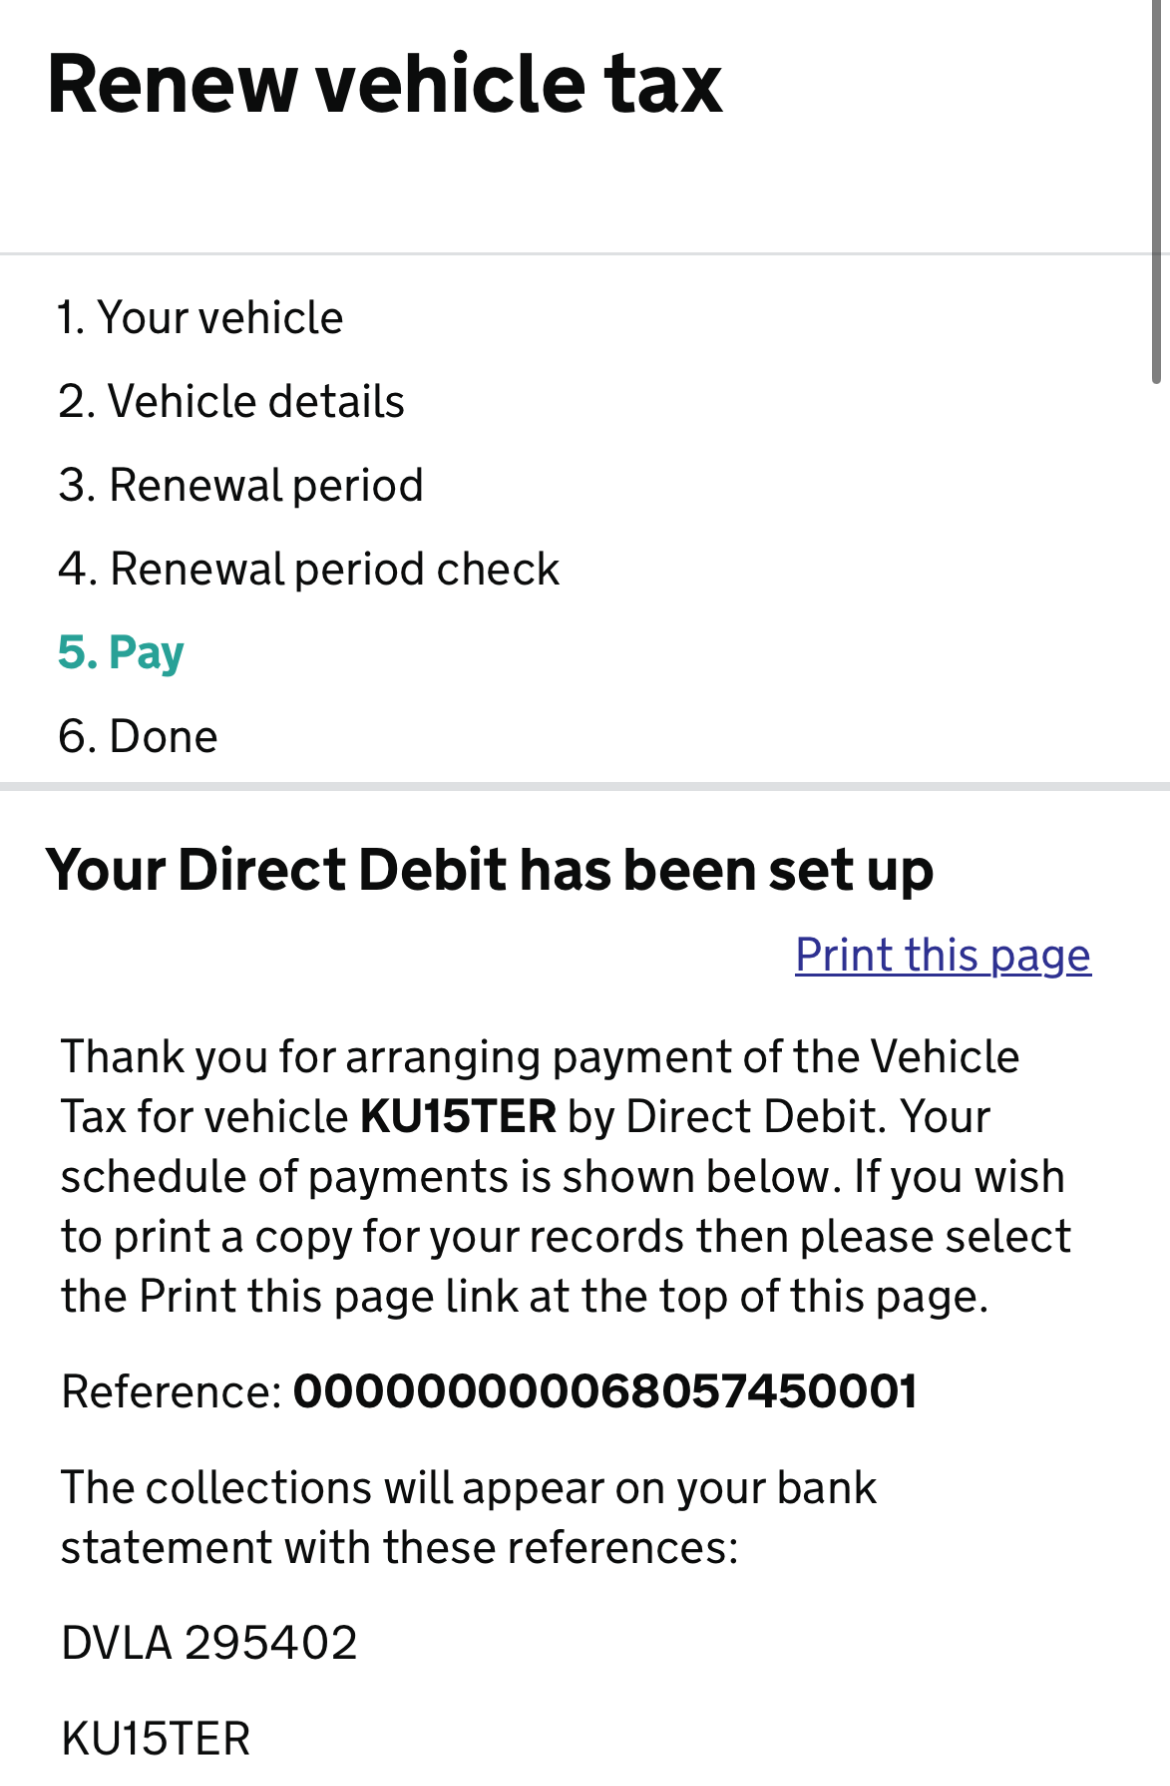 Renew vehicle tax
1. Your vehicle
2. Vehicle details
3. Renewal period
4. Renewal period check
5. Pay
6. Done
Your Direct Debit has been set up
Print this page
Thank you for arranging payment of the Vehicle
Tax for vehicle KU15TER by Direct Debit. Your
schedule of payments is shown below. If you wish
to print a copy for your records then please select
the Print this page link at the top of this page.
Reference: 000000000068057450001
The collections will appear on your bank
statement with these references:
DVLA 295402
KU15TER